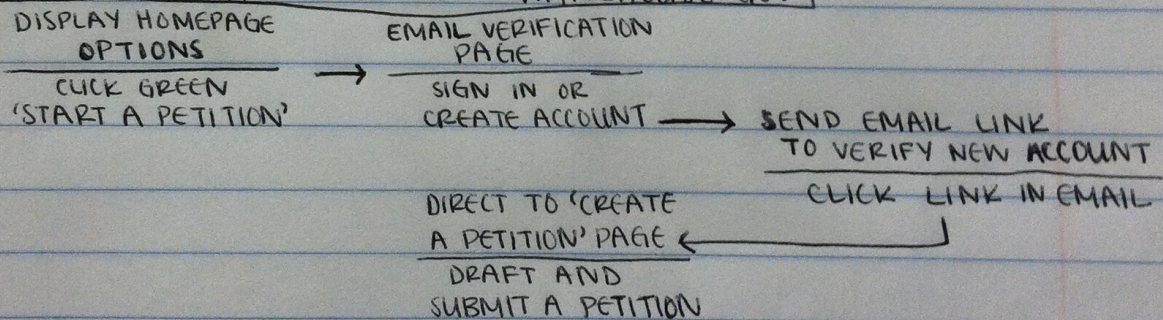 DISPLAY HOMEPAGE
OPTIONS
CLICK GREEN
'START A PETITION'
EMAIL VERIFICATION
PAGE
SIGN IN OR
CREATE ACCOUNT
SEND EMAIL LINK
TO VERIFY NEW ACCOUNT
CLICK LINK IN EMAIL
DIRECT TO 'CREATE
A PETITION' PAGE
DRAFT AND
SUBMIT A PETITION